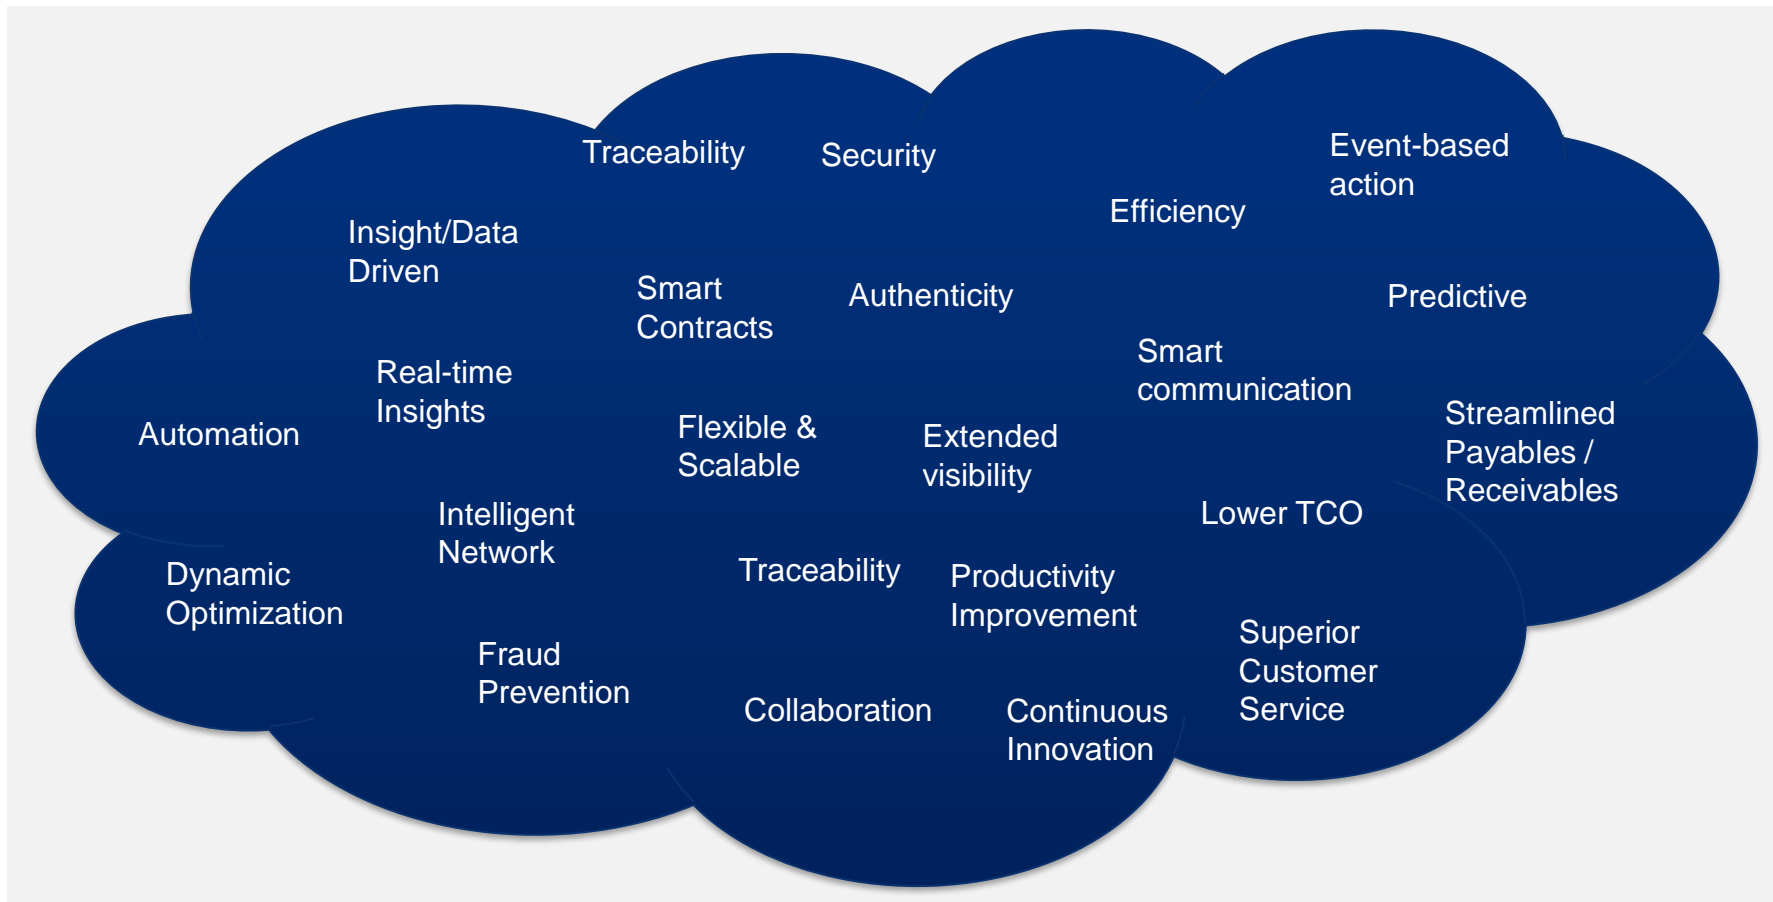 Traceability
Security
Event-based
action
Efficiency
Insight/Data
Driven
Smart
Contracts
Authenticity
Predictive
Smart
communication
Real-time
Insights
Automation
Flexible &
Scalable
Extended
visibility
Streamlined
Payables /
Receivables
Intelligent
Network
Lower TCO
Dynamic
Optimization
Traceability
Productivity
Improvement
Fraud
Prevention
Superior
Customer
Service
Collaboration
Continuous
Innovation